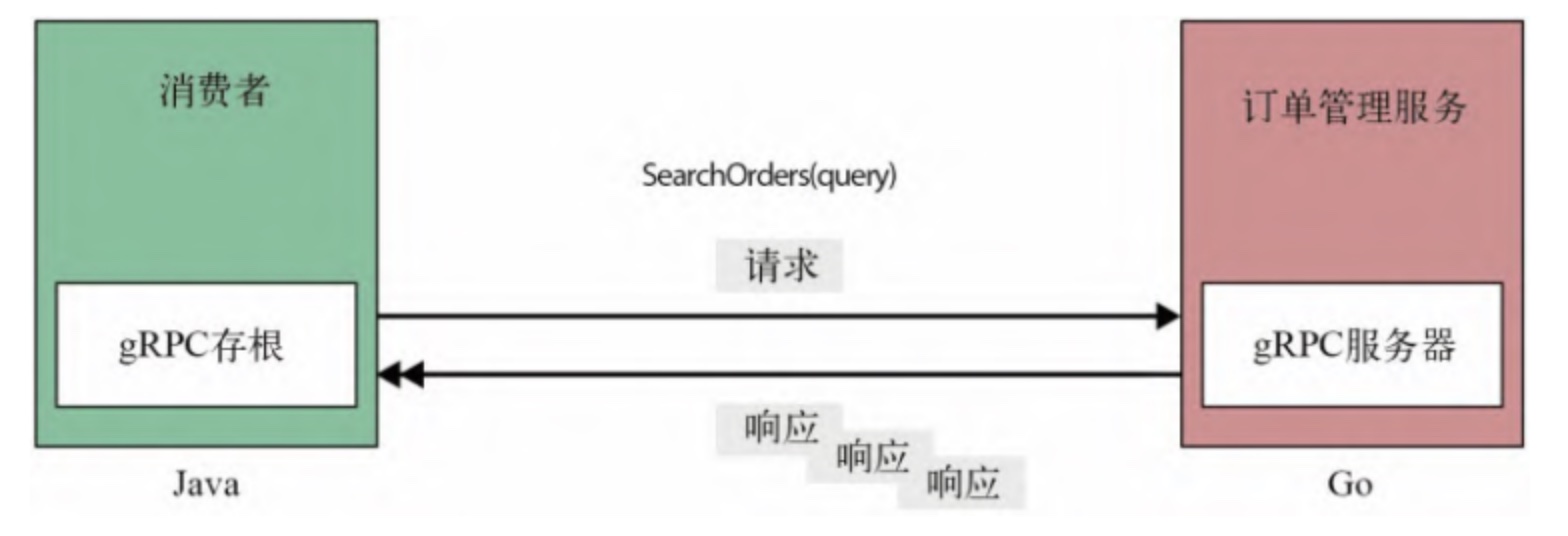 消费者
订单管理服务
SearchOrders(query)
请求
gRPC存根
gRPC服务器
响应
响应
响应
Java
Go